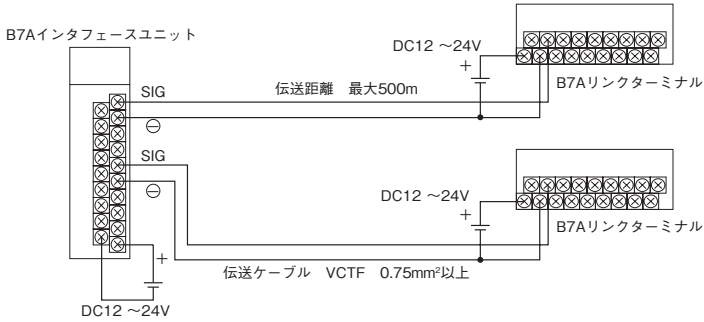 B7Aインタフェースユニット
DC12 ～24V
+
SIG
伝送距離　最大500m
B7Aリンクターミナル
⊖
SIG
⊖
DC12 ～24V
+
B7Aリンクターミナル
+
伝送ケーブル　VCTF　0.75mm²以上
DC12 ～24V